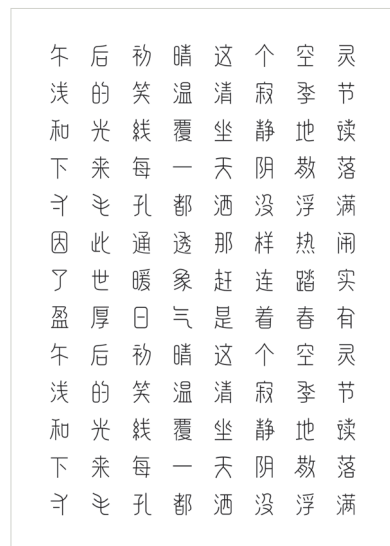 午后初晴这个空灵
浅的笑温清寂季节
和光线覆坐静地读
下来每一天阴散落
寸毛孔都洒没浮满
因此通透那样热闹
了世暖象赶连踏实
盈厚日气是着春有
午后初晴这个空灵
浅的笑温清寂季节
和光线覆坐静地读
下来每一天阴散落
寸毛孔都洒没浮满